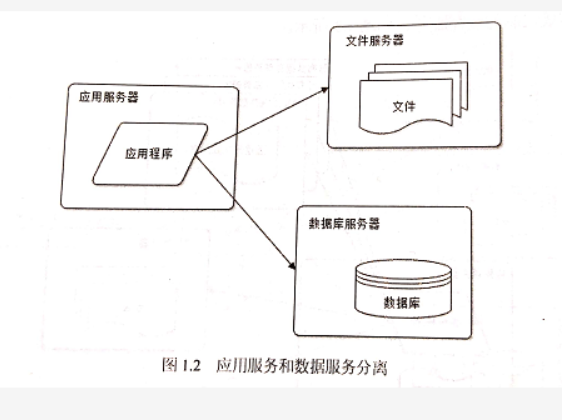 文件服务器
文件
应用服务器
应用程序
数据库服务器
数据库
图 1.2 应用服务和数据服务分离